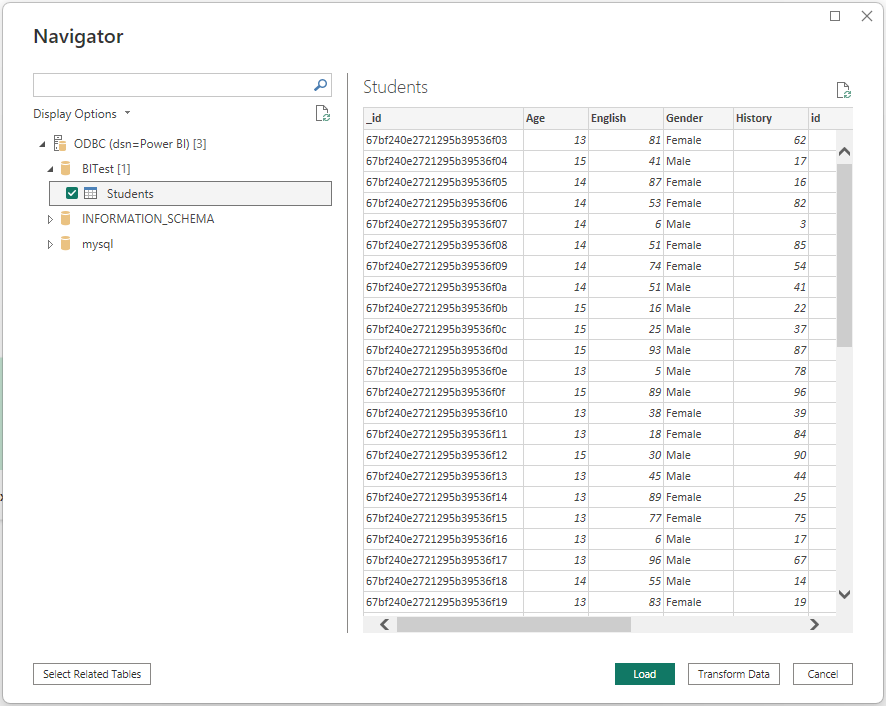 Navigator
Display Options
ODBC (dsn=Power BI) [3]
BITest [1]
Students
INFORMATION_SCHEMA
mysql
Students
_id Age English Gender History id
67bf240e2721295b39536f03 13 81 Female 62
67bf240e2721295b39536f04 15 41 Male 17
67bf240e2721295b39536f05 14 87 Female 16
67bf240e2721295b39536f06 14 53 Female 82
67bf240e2721295b39536f07 14 6 Male 3
67bf240e2721295b39536f08 14 51 Female 85
67bf240e2721295b39536f09 14 74 Female 54
67bf240e2721295b39536f0a 14 51 Male 41
67bf240e2721295b39536f0b 15 16 Male 22
67bf240e2721295b39536f0c 15 25 Male 37
67bf240e2721295b39536f0d 15 93 Male 87
67bf240e2721295b39536f0e 13 5 Male 78
67bf240e2721295b39536f0f 15 89 Male 96
67bf240e2721295b39536f10 13 38 Female 39
67bf240e2721295b39536f11 13 18 Female 84
67bf240e2721295b39536f12 15 30 Male 90
67bf240e2721295b39536f13 13 45 Male 44
67bf240e2721295b39536f14 13 89 Female 25
67bf240e2721295b39536f15 13 77 Female 75
67bf240e2721295b39536f16 13 6 Male 17
67bf240e2721295b39536f17 13 96 Male 67
67bf240e2721295b39536f18 14 55 Male 14
67bf240e2721295b39536f19 13 83 Female 19
Select Related Tables
Load
Transform Data
Cancel